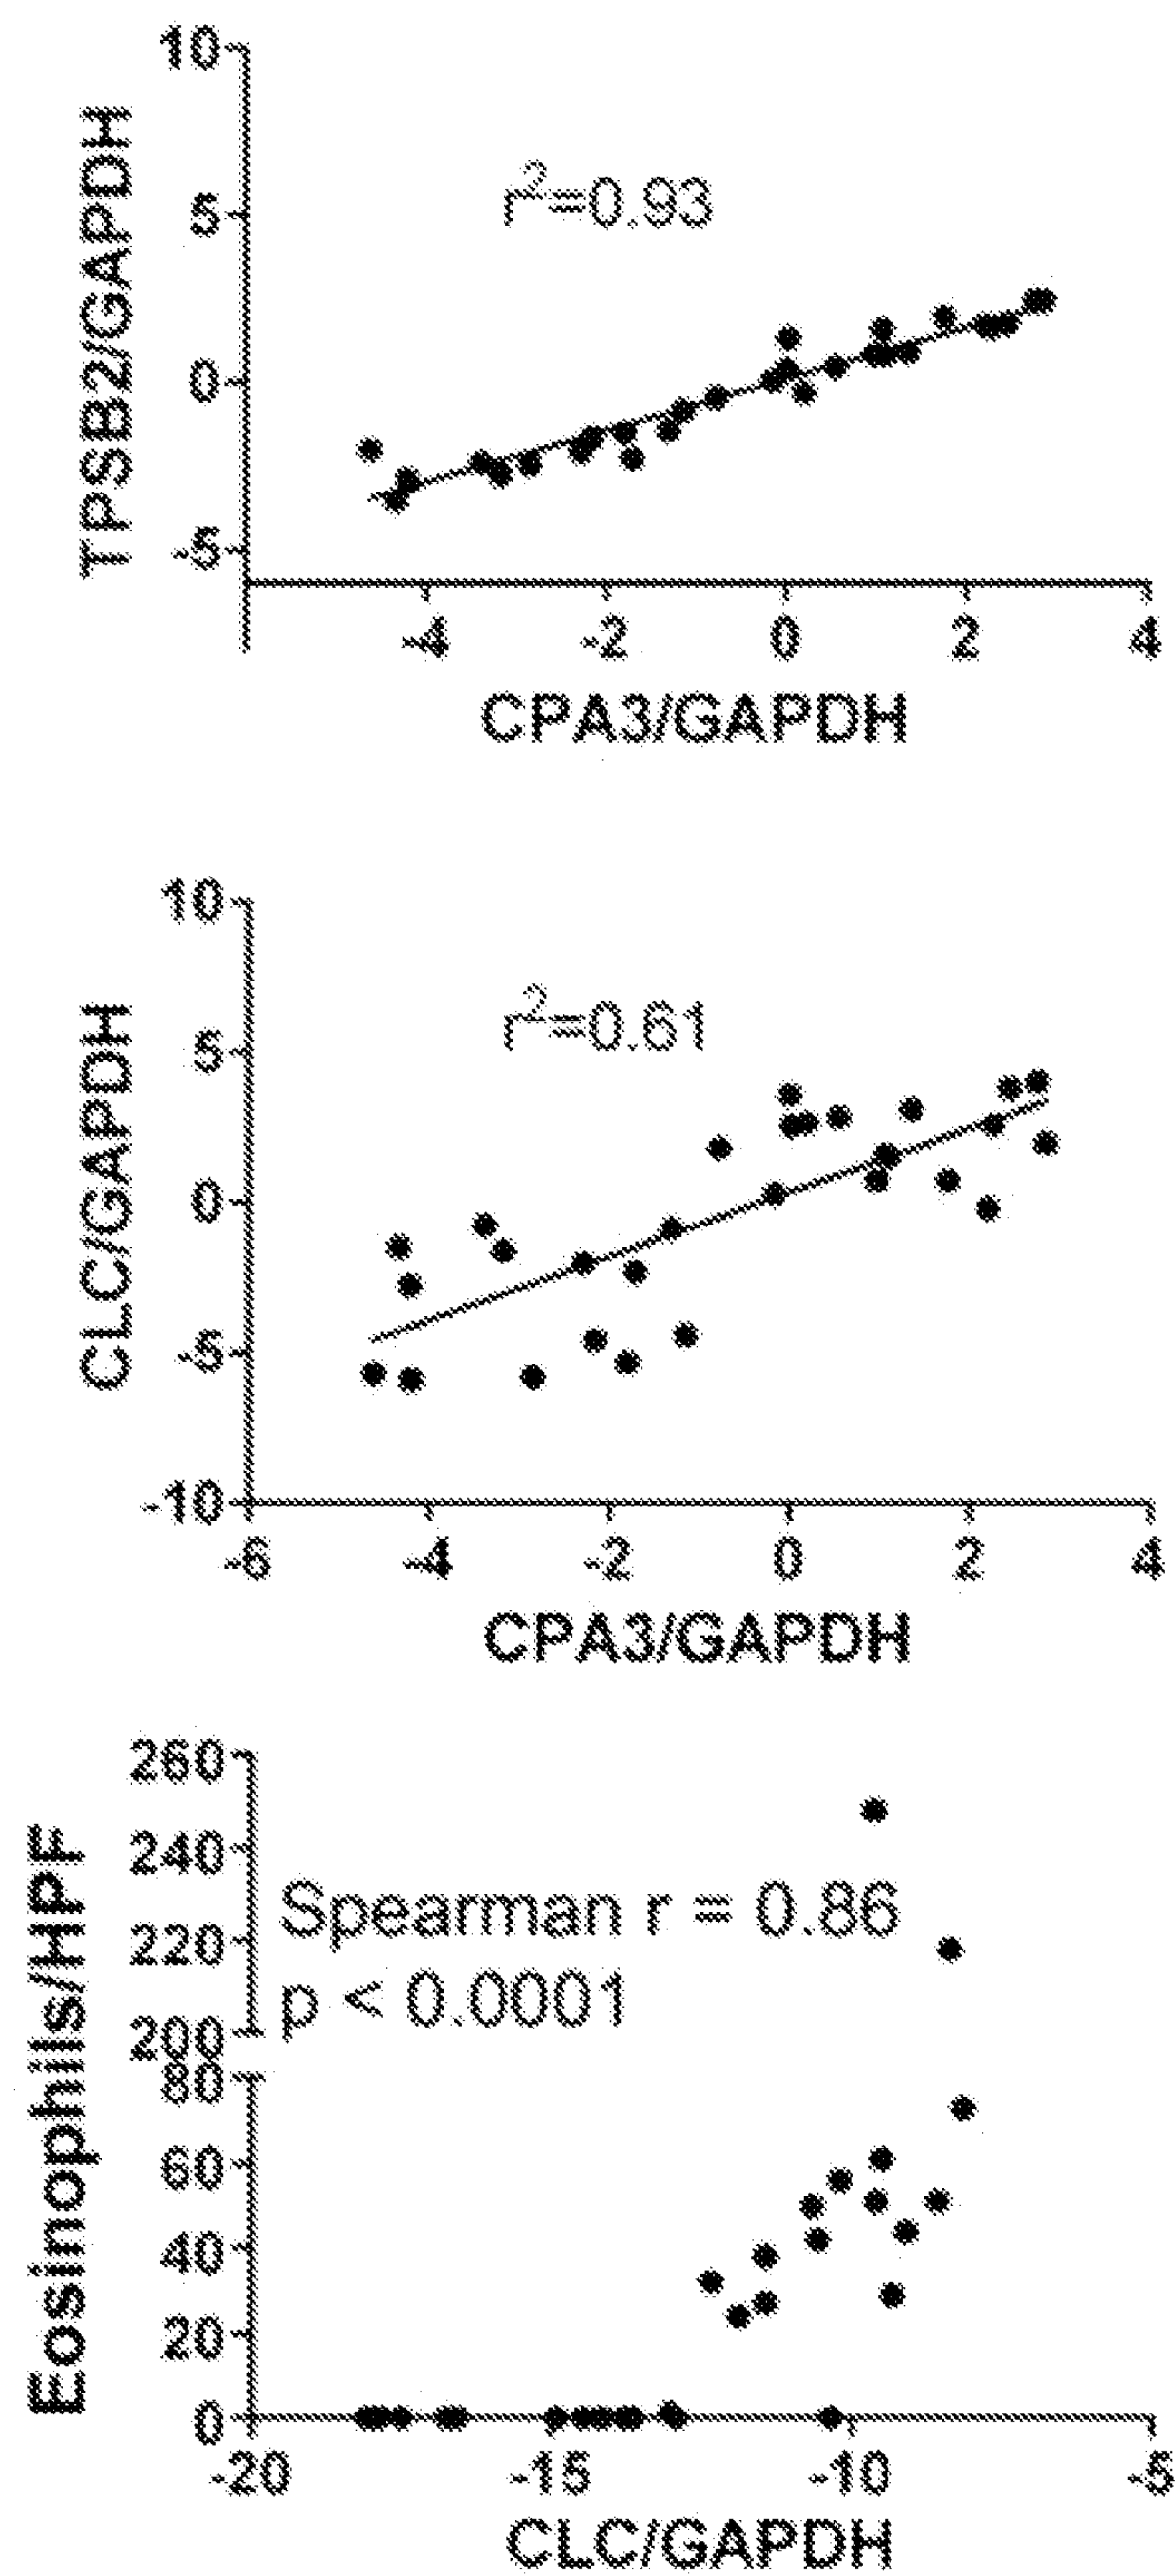 10
5
0
-5
TPSB2/GAPDH
r²=0.93
-4 -2 0 2 4
CPA3/GAPDH
10
5
0
-5
-10
CLC/GAPDH
r²=0.61
-6 -4 -2 0 2 4
CPA3/GAPDH
260
240
220
200
80
60
40
20
0
Eosinophils/HPF
Spearman r = 0.86
p < 0.0001
-20 -15 -10 -5
CLC/GAPDH